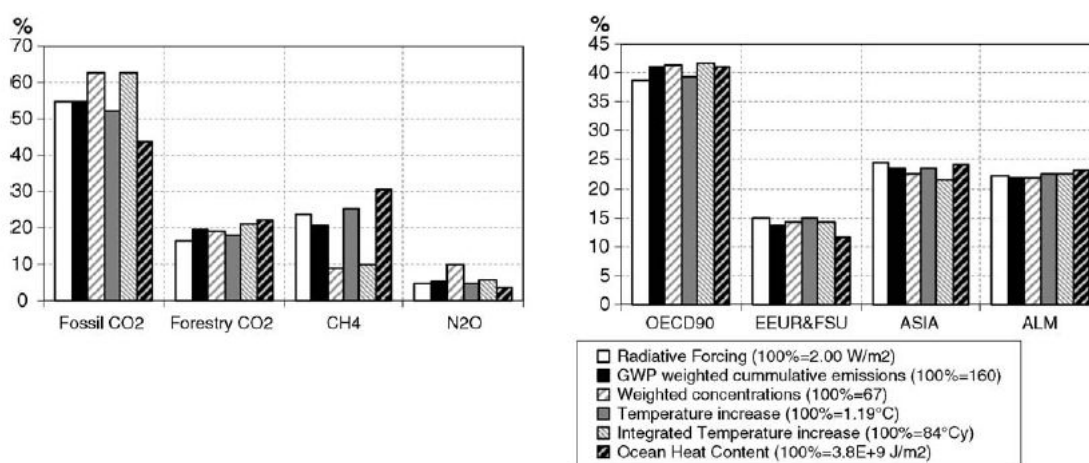 %
70
60
50
40
30
20
10
0
Fossil CO2 Forestry CO2 CH4 N2O
%
45
40
35
30
25
20
15
10
5
0
OECD90 EEUR&FSU ASIA ALM
Radiative Forcing (100%=2.00 W/m2)
GWP weighted cummulative emissions (100%=160)
Weighted concentrations (100%=67)
Temperature increase (100%=1.19°C)
Integrated Temperature increase (100%=84°Cy)
Ocean Heat Content (100%=3.8E+9 J/m2)